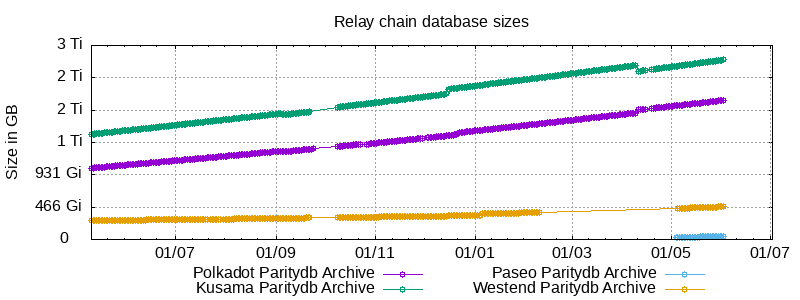 Relay chain database sizes
3 Ti
2 Ti
2 Ti
1 Ti
931 Gi
466 Gi
0
Size in GB
01/07 01/09 01/11 01/01 01/03 01/05 01/07
Polkadot Paritydb Archive Paseo Paritydb Archive
Kusama Paritydb Archive Westend Paritydb Archive